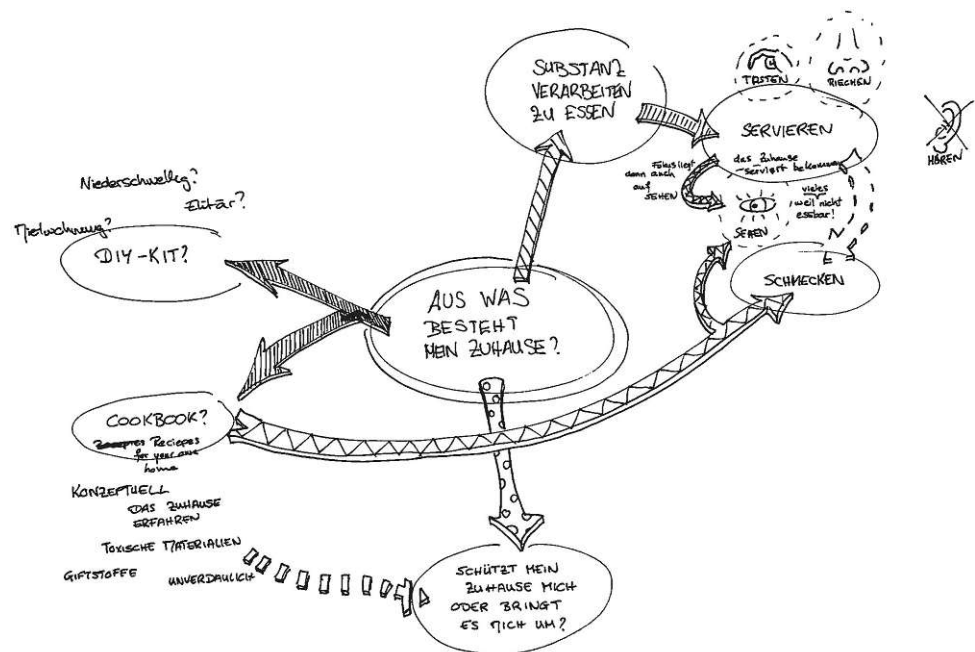 SUBSTANZ
VERARBEITEN
ZU ESSEN
TASTEN
RIECHEN
SERVIEREN
HÖREN
das Zuhause
serviert bekommen
Fokus liegt
dann auch
auf
SEHEN
vieles
weil nicht
essbar!
SEHEN
SCHMECKEN
Niederschwellig?
Elitär?
Mietwohnung?
DIY-KIT?
AUS WAS
BESTEHT
MEIN ZUHAUSE?
COOKBOOK?
Reciepes
for your own
home
KONZEPTUELL
DAS ZUHAUSE
ERFAHREN
TOXISCHE MATERIALIEN
GIFTSTOFFE
UNVERDAULICH
SCHÜTZT MEIN
ZUHAUSE MICH
ODER BRINGT
ES MICH UM?